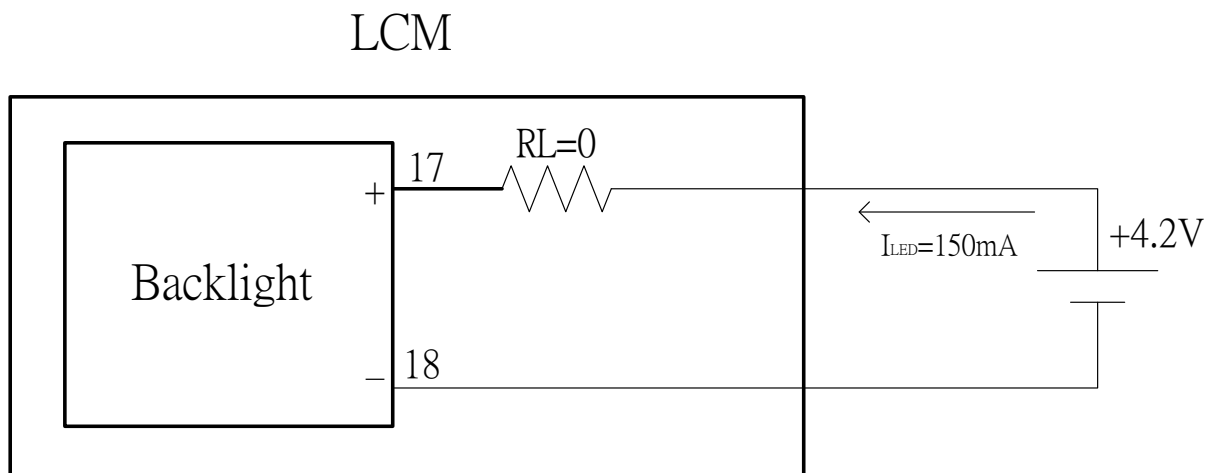 LCM
17
RL=0
+
ILED=150mA
+4.2V
Backlight
−
18